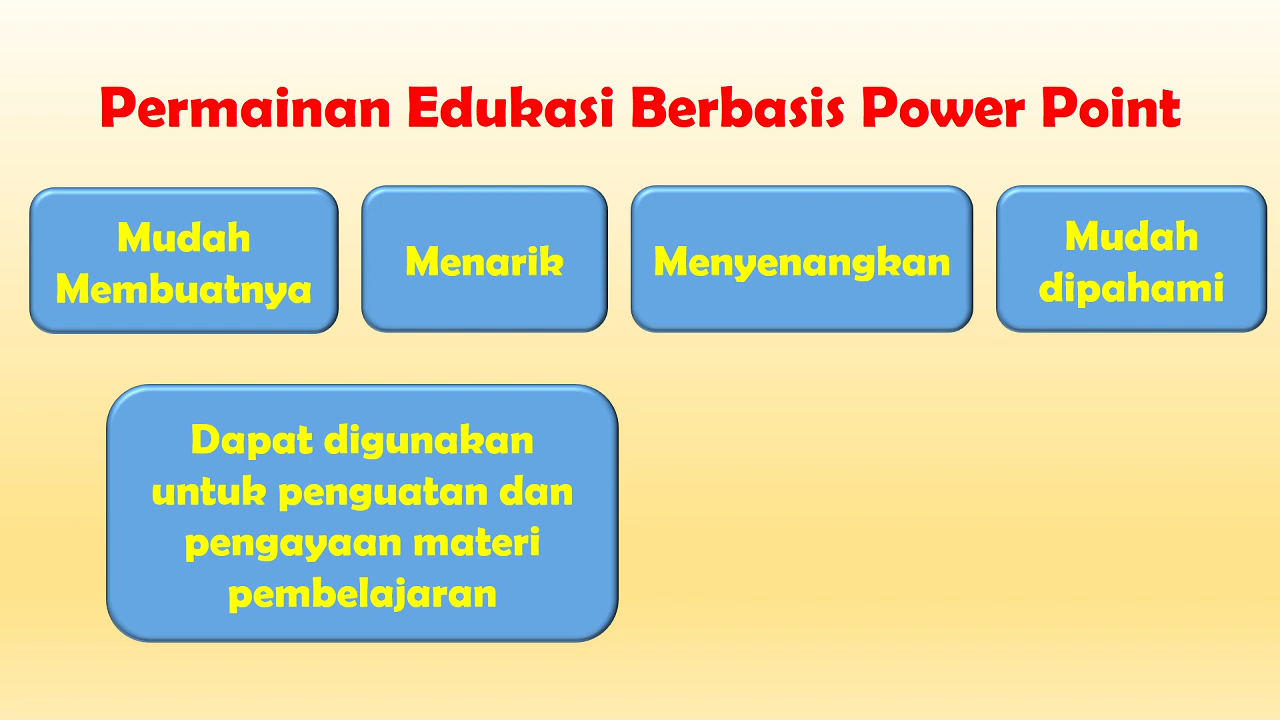 Permainan Edukasi Berbasis Power Point
Mudah
Membuatnya
Menarik
Menyenangkan
Mudah
dipahami
Dapat digunakan
untuk penguatan dan
pengayaan materi
pembelajaran